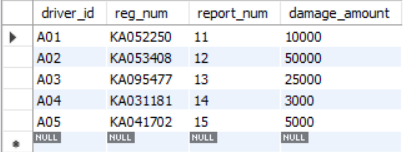 driver_id reg_num report_num damage_amount
A01 KA052250 11 10000
A02 KA053408 12 50000
A03 KA095477 13 25000
A04 KA031181 14 3000
A05 KA041702 15 5000
NULL NULL NULL NULL